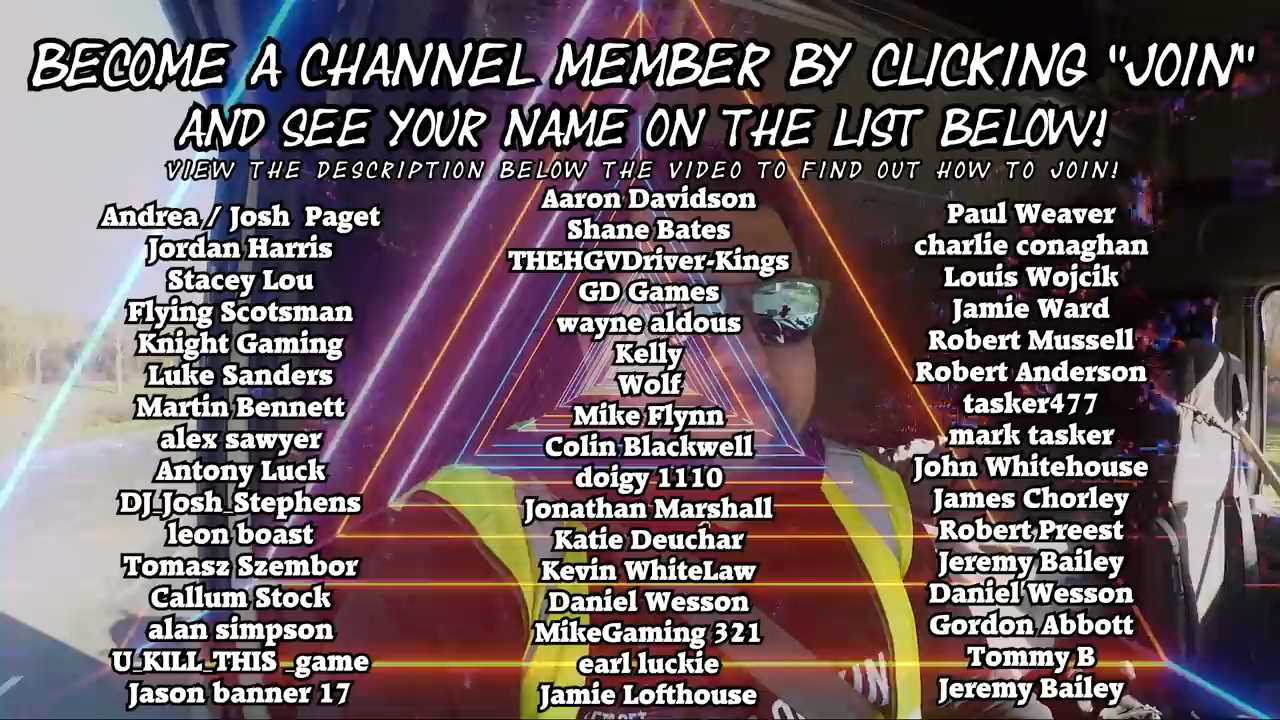 BECOME A CHANNEL MEMBER BY CLICKING "JOIN"
AND SEE YOUR NAME ON THE LIST BELOW!
VIEW THE DESCRIPTION BELOW THE VIDEO TO FIND OUT HOW TO JOIN!
Andrea / Josh Paget
Jordan Harris
Stacey Lou
Flying Scotsman
Knight Gaming
Luke Sanders
Martin Bennett
alex sawyer
Antony Luck
DJ_Josh_Stephens
leon boast
Tomasz Szembor
Callum Stock
alan simpson
U_KILL_THIS _game
Jason banner 17
Aaron Davidson
Shane Bates
THEHGVDriver-Kings
GD Games
wayne aldous
Kelly
Wolf
Mike Flynn
Colin Blackwell
doigy 1110
Jonathan Marshall
Katie Deuchar
Kevin WhiteLaw
Daniel Wesson
MikeGaming 321
earl luckie
Jamie Lofthouse
Paul Weaver
charlie conaghan
Louis Wojcik
Jamie Ward
Robert Mussell
Robert Anderson
tasker477
mark tasker
John Whitehouse
James Chorley
Robert Preest
Jeremy Bailey
Daniel Wesson
Gordon Abbott
Tommy B
Jeremy Bailey